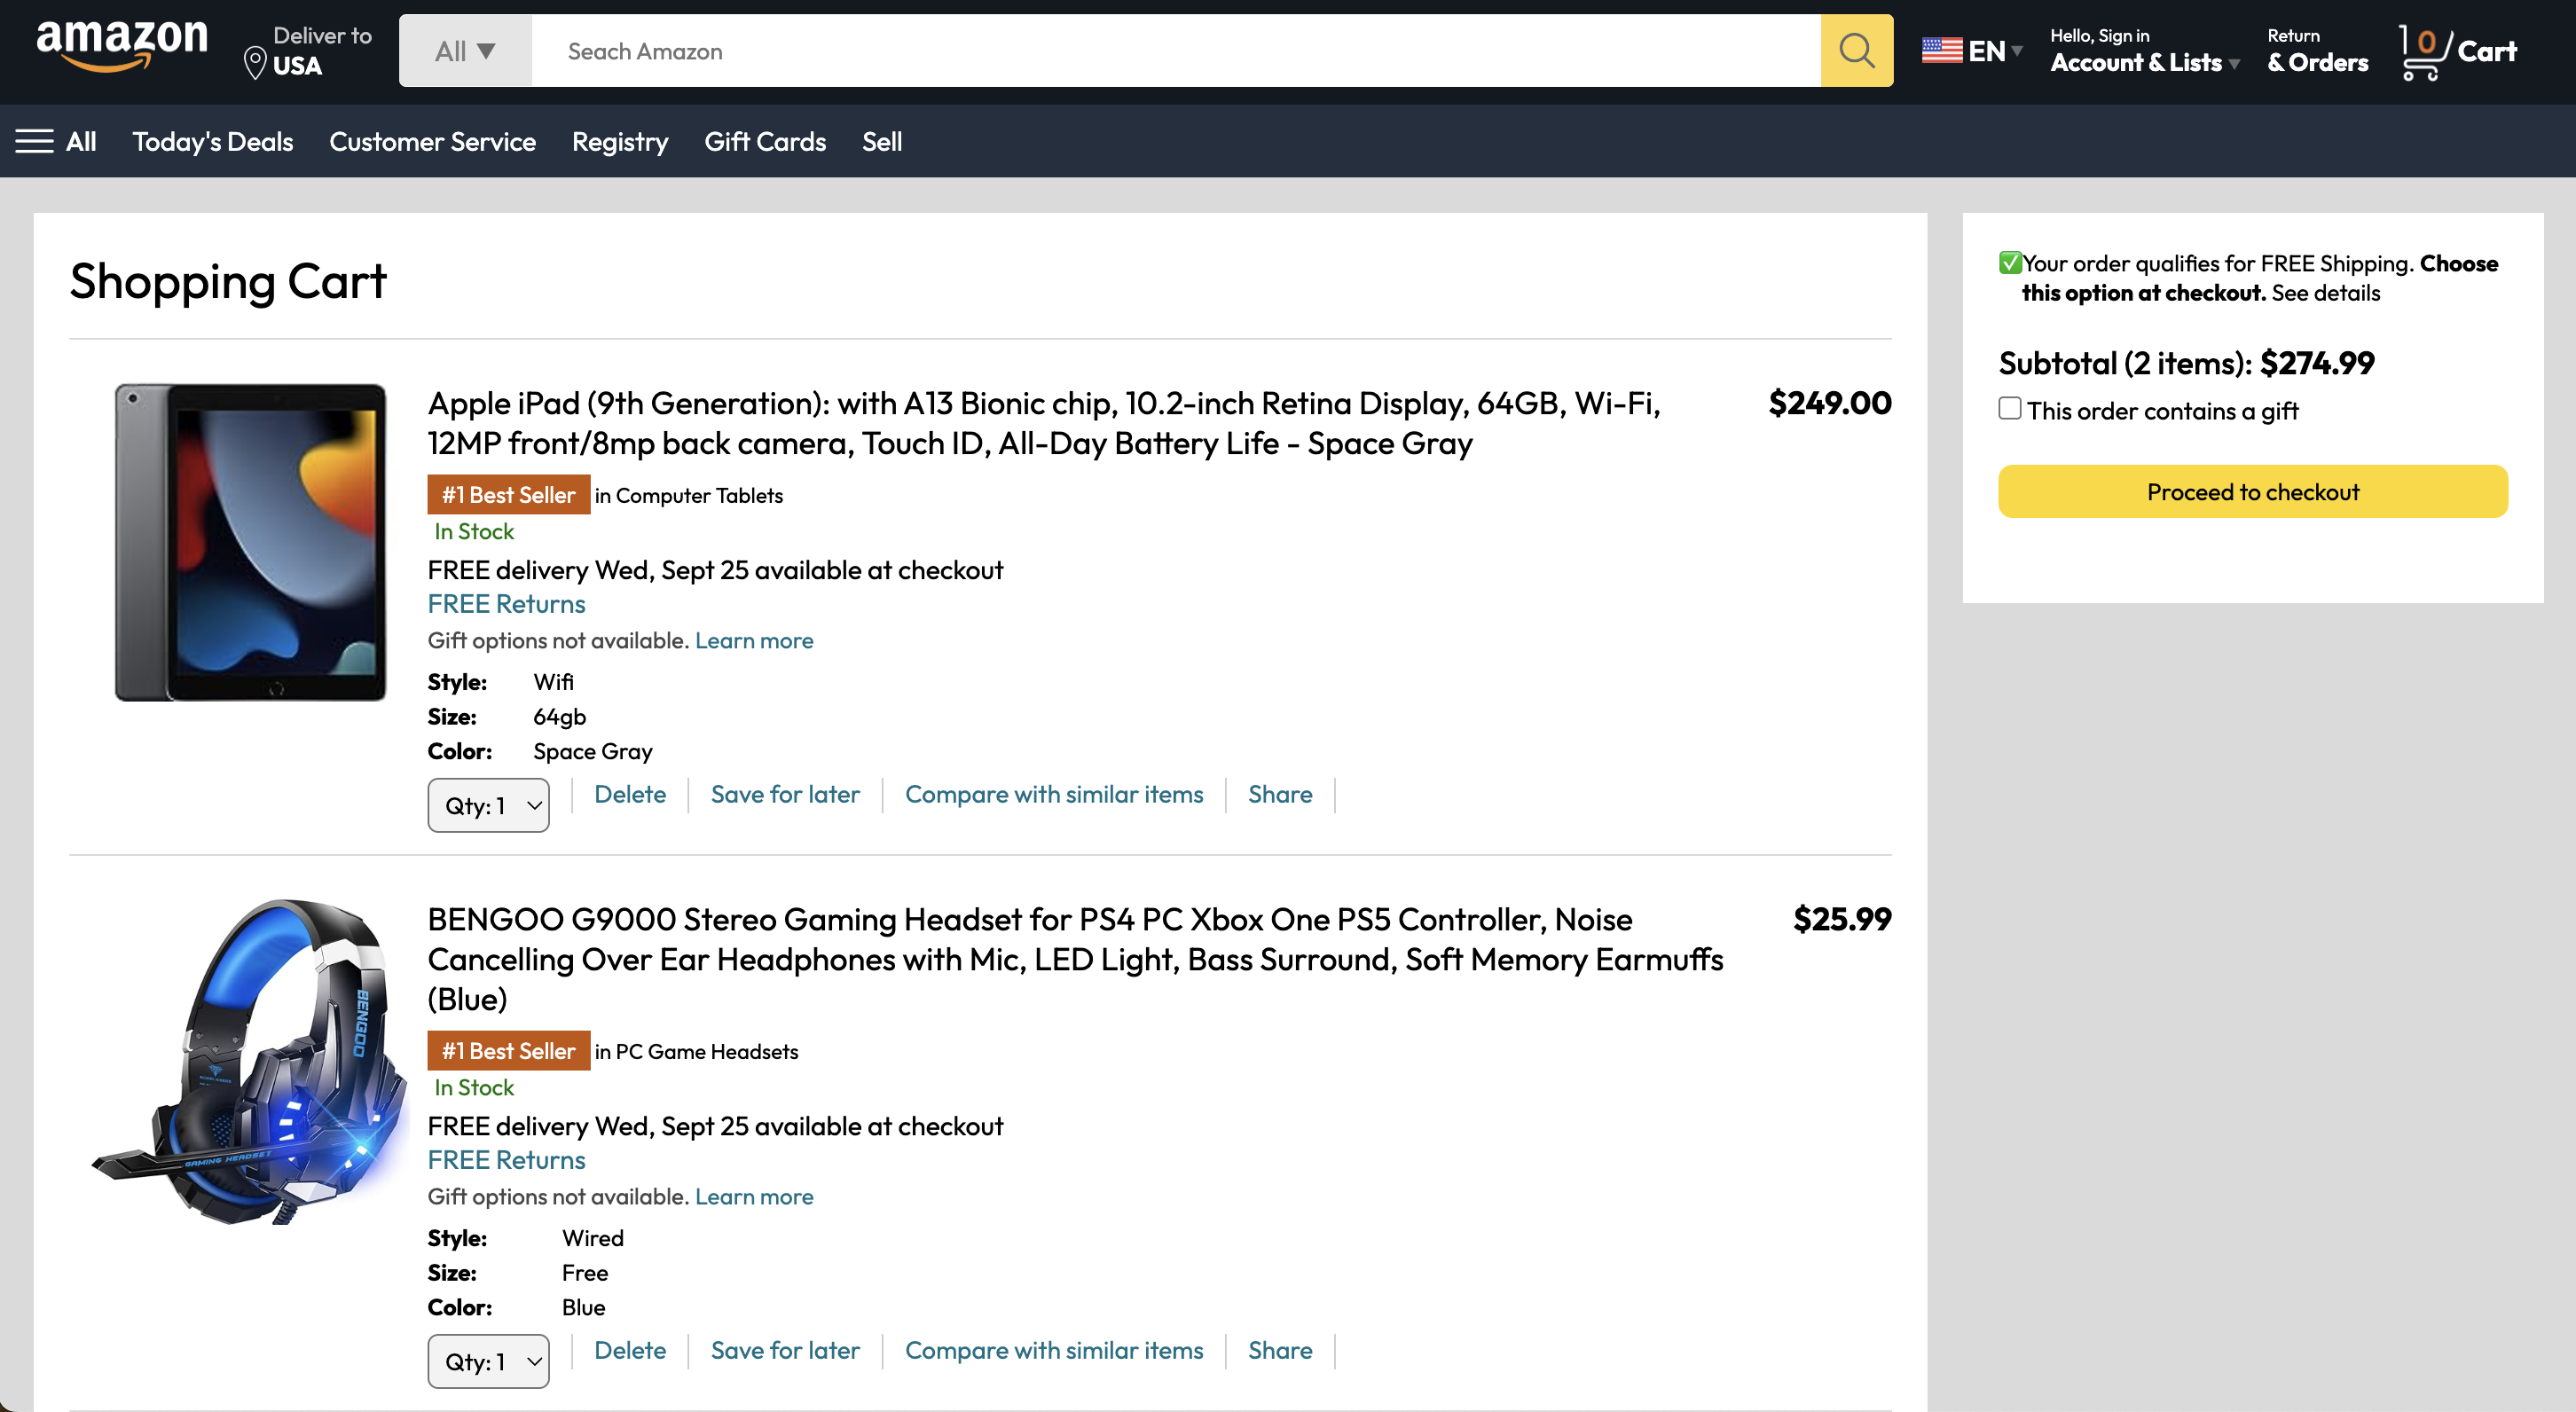 amazon
Deliver to
USA
All ▼
Seach Amazon
EN ▼
Hello, Sign in
Account & Lists ▼
Return
& Orders
0
Cart
All
Today's Deals
Customer Service
Registry
Gift Cards
Sell
Shopping Cart
Apple iPad (9th Generation): with A13 Bionic chip, 10.2-inch Retina Display, 64GB, Wi-Fi,
12MP front/8mp back camera, Touch ID, All-Day Battery Life - Space Gray
$249.00
#1 Best Seller in Computer Tablets
In Stock
FREE delivery Wed, Sept 25 available at checkout
FREE Returns
Gift options not available. Learn more
Style: Wifi
Size: 64gb
Color: Space Gray
Qty: 1
Delete
Save for later
Compare with similar items
Share
BENGOO
GAMING HEADSET
BENGOO G9000 Stereo Gaming Headset for PS4 PC Xbox One PS5 Controller, Noise
Cancelling Over Ear Headphones with Mic, LED Light, Bass Surround, Soft Memory Earmuffs
(Blue)
$25.99
#1 Best Seller in PC Game Headsets
In Stock
FREE delivery Wed, Sept 25 available at checkout
FREE Returns
Gift options not available. Learn more
Style: Wired
Size: Free
Color: Blue
Qty: 1
Delete
Save for later
Compare with similar items
Share
✅Your order qualifies for FREE Shipping. Choose
this option at checkout. See details
Subtotal (2 items): $274.99
This order contains a gift
Proceed to checkout